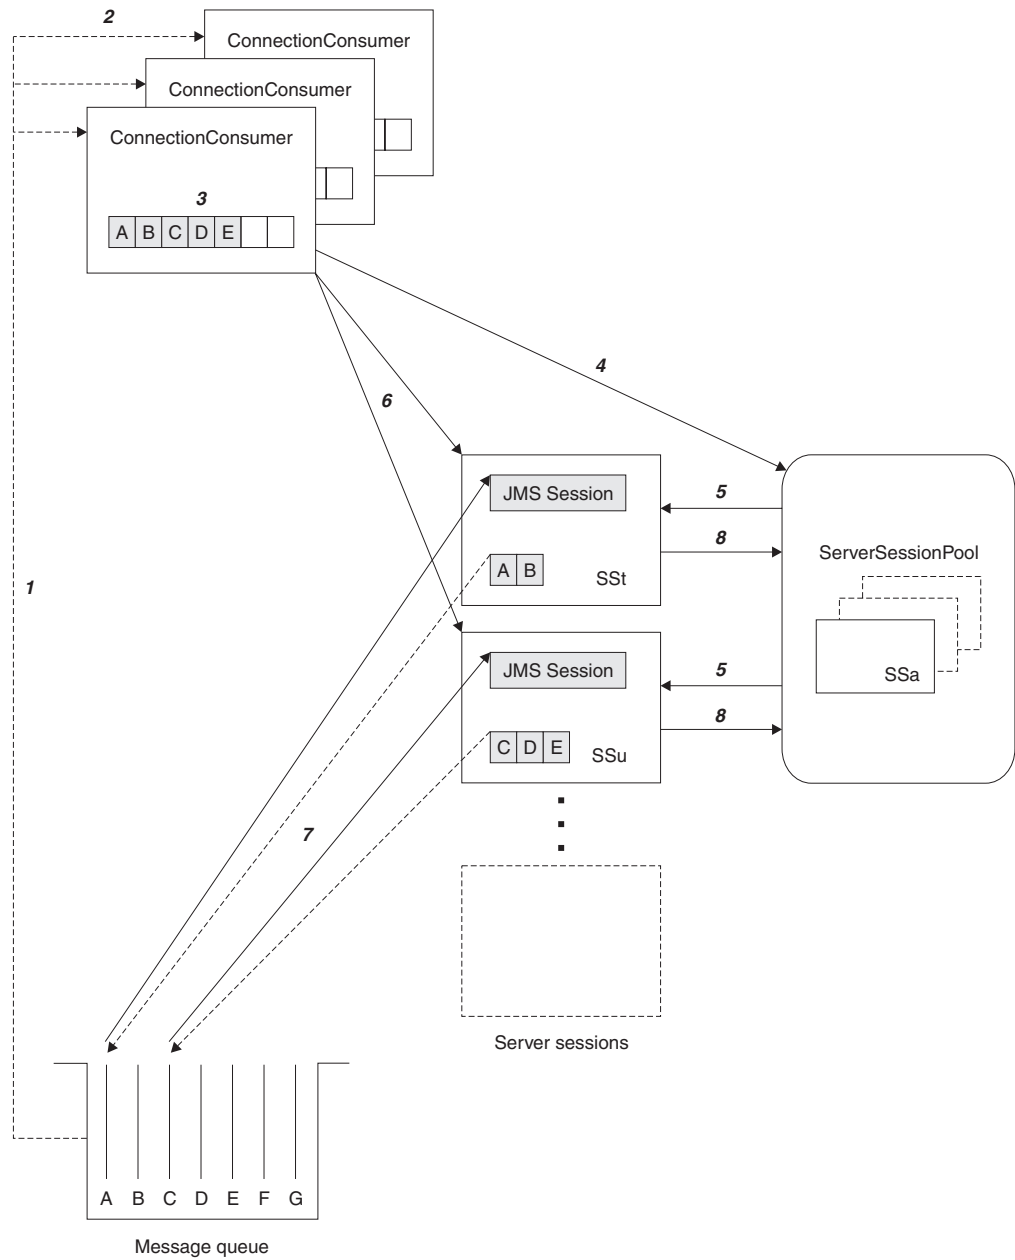 2
ConnectionConsumer
ConnectionConsumer
ConnectionConsumer
3
A B C D E
4
6
JMS Session
5
8
ServerSessionPool
A B
SSt
1
JMS Session
5
SSa
8
C D E
SSu
7
Server sessions
A B C D E F G
Message queue